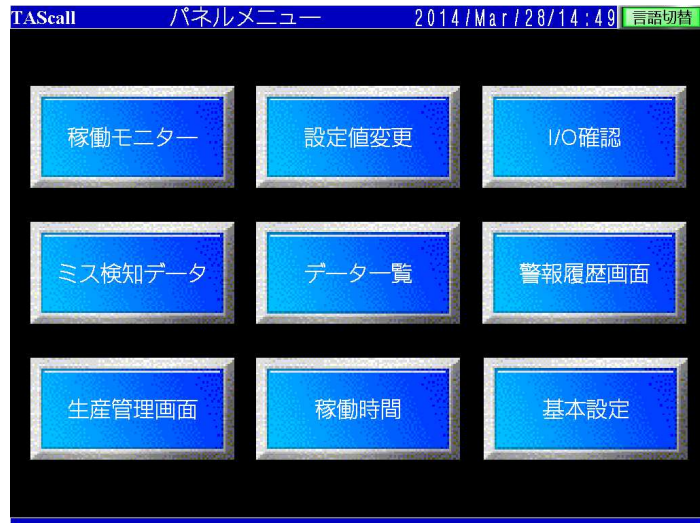 TAScall パネルメニュー 2014/Mar/28/14:49 言語切替
稼働モニター 設定値変更 I/O確認
ミス検知データ データ一覧 警報履歴画面
生産管理画面 稼働時間 基本設定